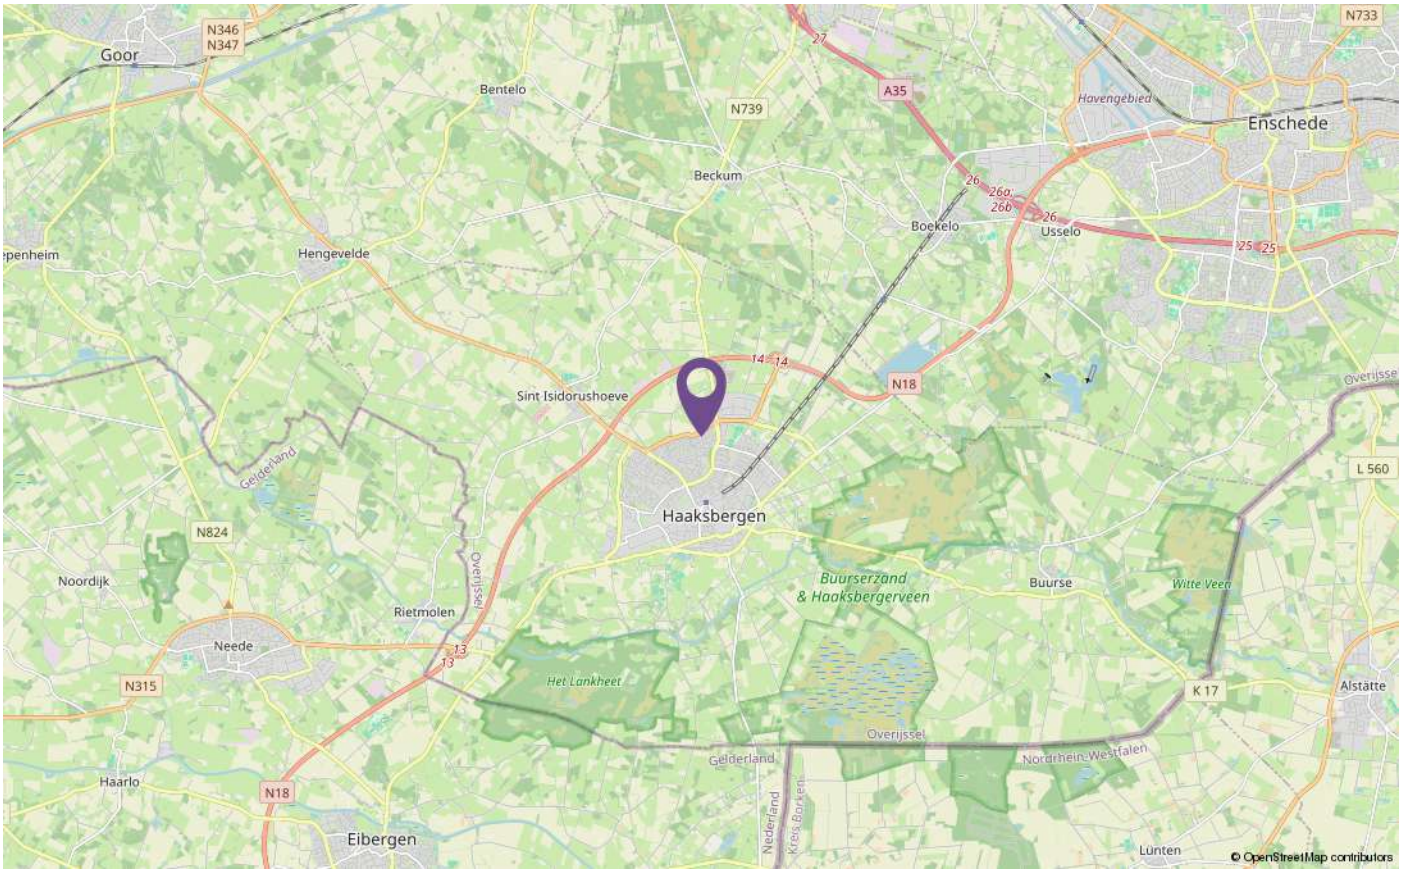 N346
N347
Goor
N733
27
A35
Bentelo
Havengebied
N739
Enschede
Beckum
26
26a;
26b
26
Boekelo
Usselo
25
25
epenheim
Hengevelde
14
14
N18
Overijsse
Sint Isidorushoeve
Gelderland
L 560
Haaksbergen
N824
Overijssel
Noordijk
Buurserzand
& Haaksbergerveen
Buurse
Witte Veen
Rietmolen
Neede
13
13
Het Lankheet
N315
K 17
Alstätte
Overijssel
Gelderland
Nordrhein-Westfalen
Haarlo
N18
Nederland
Kreis Borken
Eibergen
Lünten
© OpenStreetMap contributors